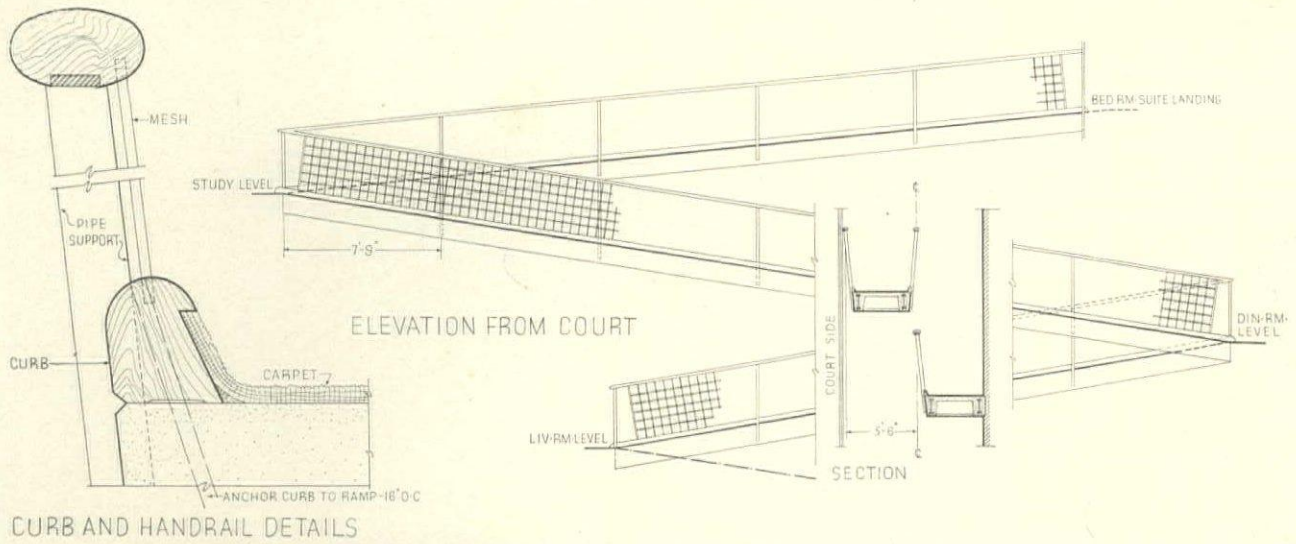 MESH
PIPE
SUPPORT
CURB
CARPET
ANCHOR CURB TO RAMP-16"O·C
CURB AND HANDRAIL DETAILS
STUDY LEVEL
BED RM·SUITE LANDING
7'-9"
ELEVATION FROM COURT
LIV·RM·LEVEL
COURT SIDE
℄
5'-6"
℄
SECTION
DIN·RM·
LEVEL